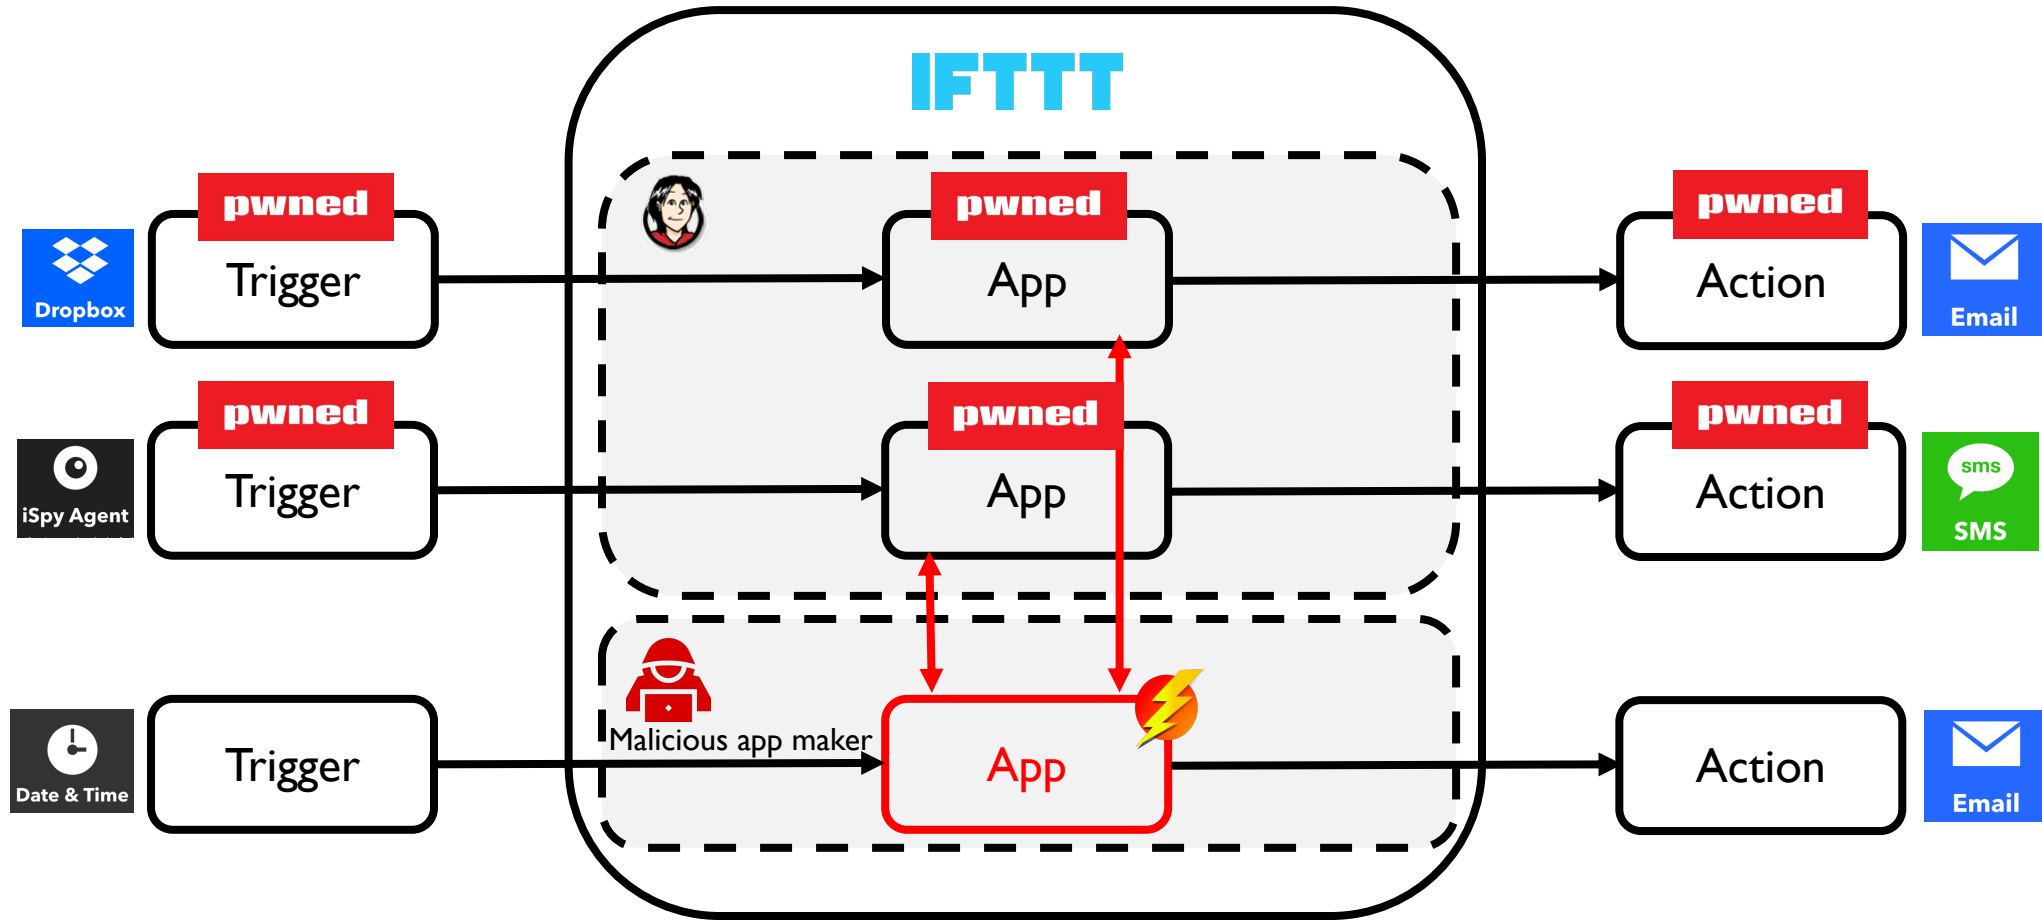 IFTTT
pwned
pwned
pwned
Dropbox
Trigger
App
Action
Email
pwned
pwned
pwned
iSpy Agent
Trigger
App
Action
sms
SMS
Malicious app maker
Date & Time
Trigger
App
Action
Email